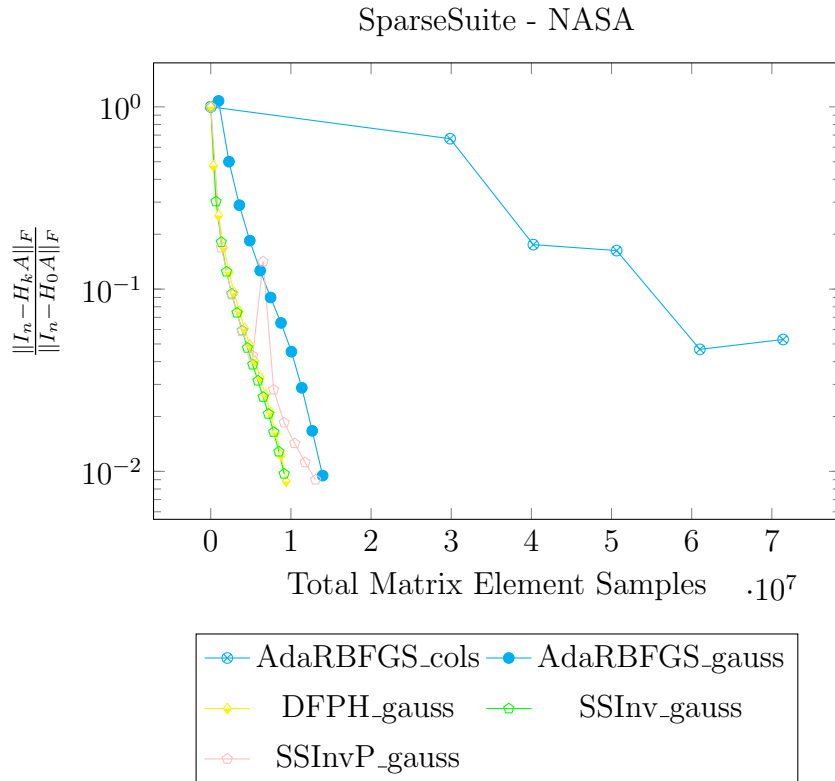 SparseSuite - NASA
10^0
10^{-1}
10^{-2}
||I_n−H_kA||_F
||I_n−H_0A||_F
0 1 2 3 4 5 6 7
Total Matrix Element Samples ·10^7
AdaRBFGS_cols AdaRBFGS_gauss
DFPH_gauss SSInv_gauss
SSInvP_gauss